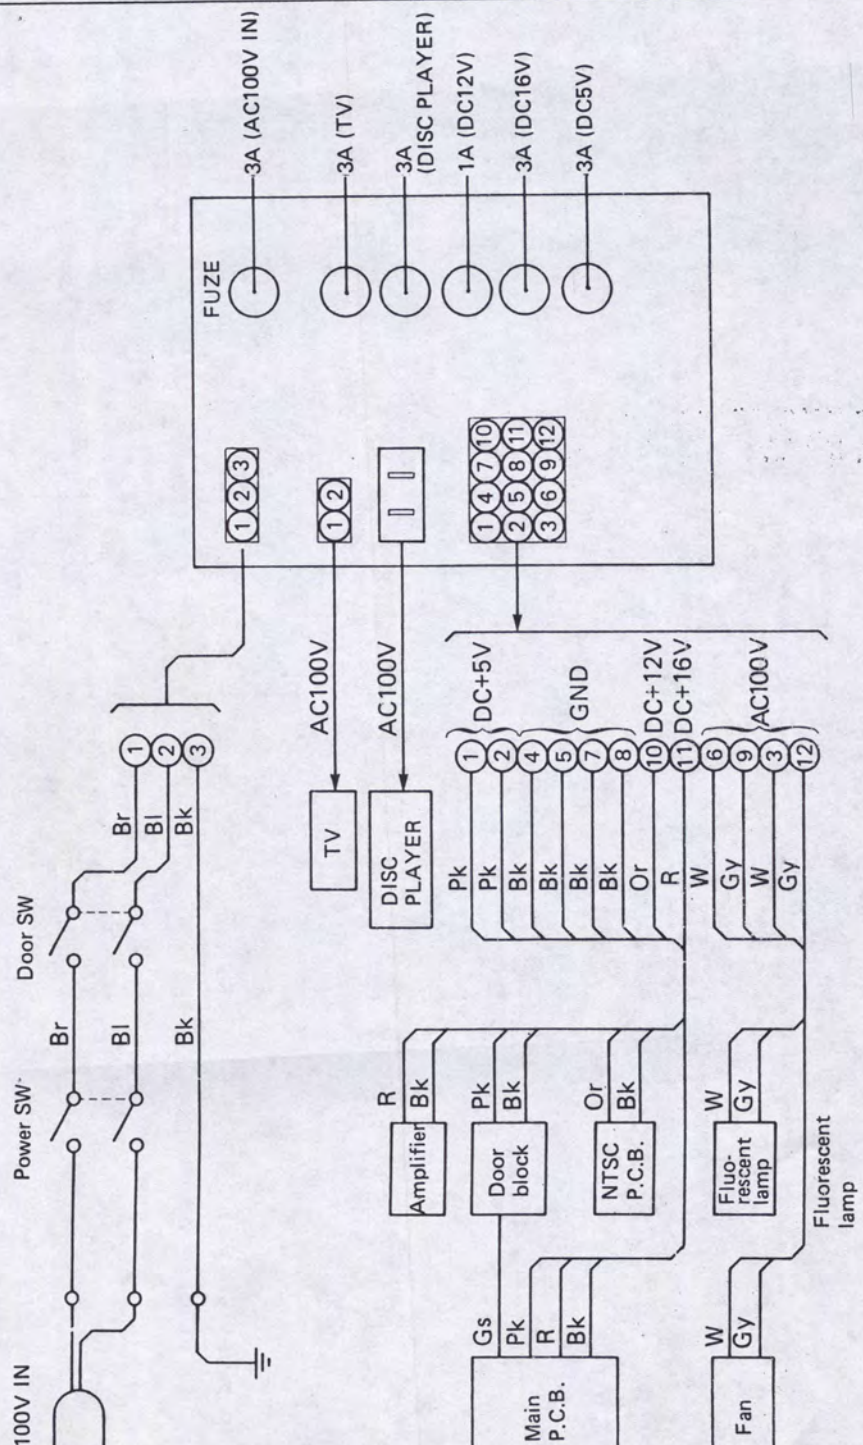 3A (AC100V IN)
3A (TV)
3A
(DISC PLAYER)
1A (DC12V)
3A (DC16V)
3A (DC5V)
FUZE
1 2 3
1 2
1 4 7 10
2 5 8 11
3 6 9 12
AC100V
AC100V
TV
DISC
PLAYER
Door SW
Power SW
100V IN
Br
Bl
Bk
1
2
3
Br
Bl
Bk
DC+5V
GND
DC+12V
DC+16V
AC100V
1
2
4
5
7
8
10
11
6
9
3
12
Pk
Pk
Bk
Bk
Bk
Bk
Or
R
W
Gy
W
Gy
R
Bk
Amplifier
Pk
Bk
Door
block
Or
Bk
NTSC
P.C.B.
W
Gy
Fluo-
rescent
lamp
Fluorescent
lamp
Gs
Pk
R
Bk
Main
P.C.B.
W
Gy
Fan